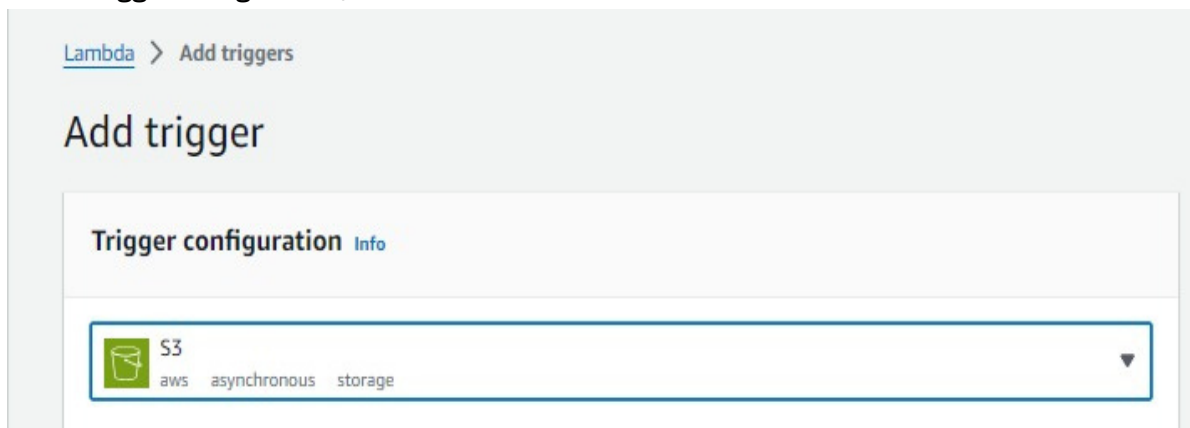 Lambda > Add triggers
Add trigger
Trigger configuration Info
S3
aws asynchronous storage